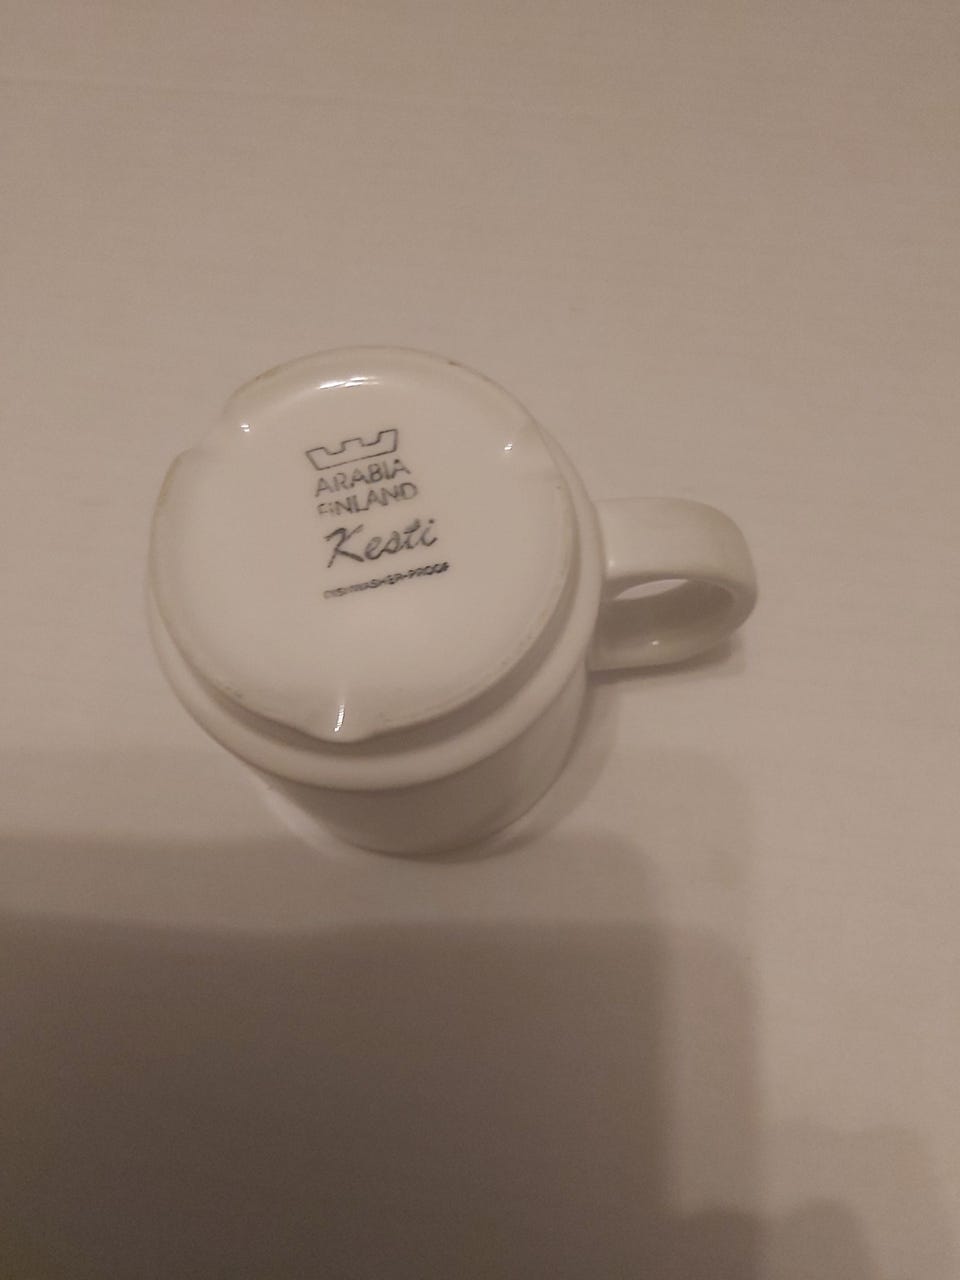 ARABIA
FINLAND
Kesti
DISHWASHER-PROOF